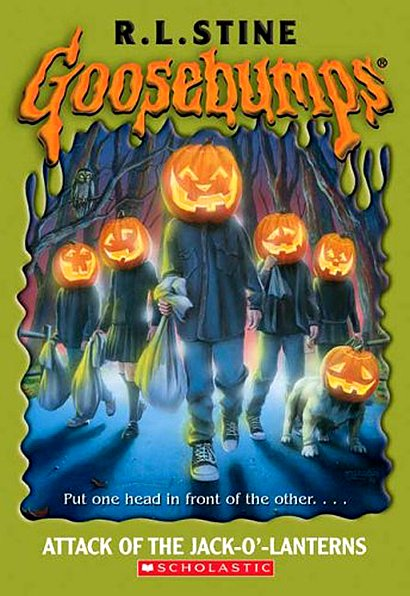 R.L.STINE
Goosebumps®
Put one head in front of the other. . . .
ATTACK OF THE JACK-O'-LANTERNS
SCHOLASTIC